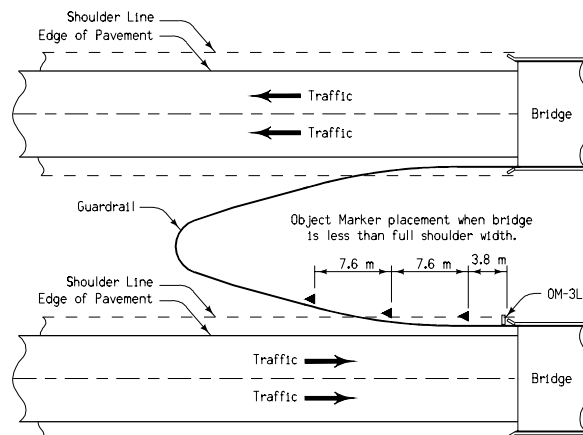 Shoulder Line
Edge of Pavement
Traffic
Traffic
Bridge
Guardrail
Object Marker placement when bridge
is less than full shoulder width.
7.6 m
7.6 m
3.8 m
OM-3L
Shoulder Line
Edge of Pavement
Traffic
Traffic
Bridge